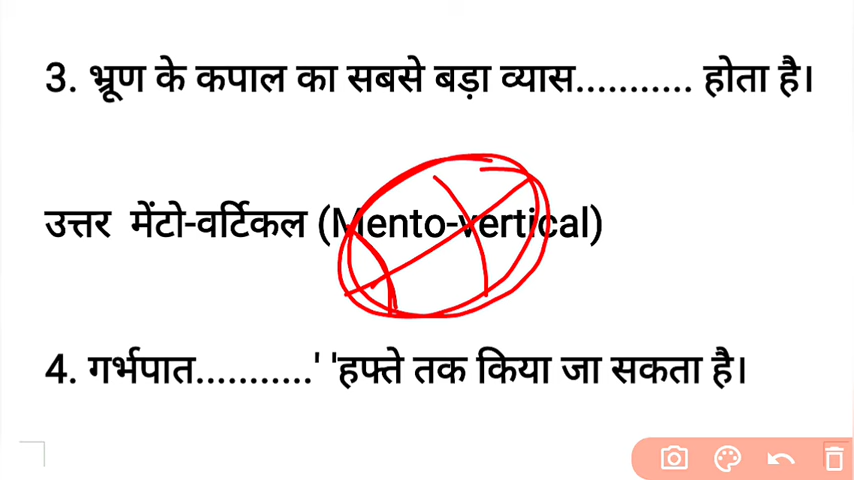 3. भ्रूण के कपाल का सबसे बड़ा व्यास............ होता है।
उत्तर मेंटो-वर्टिकल (Mento-vertical)
4. गर्भपात...........' 'हफ्ते तक किया जा सकता है।